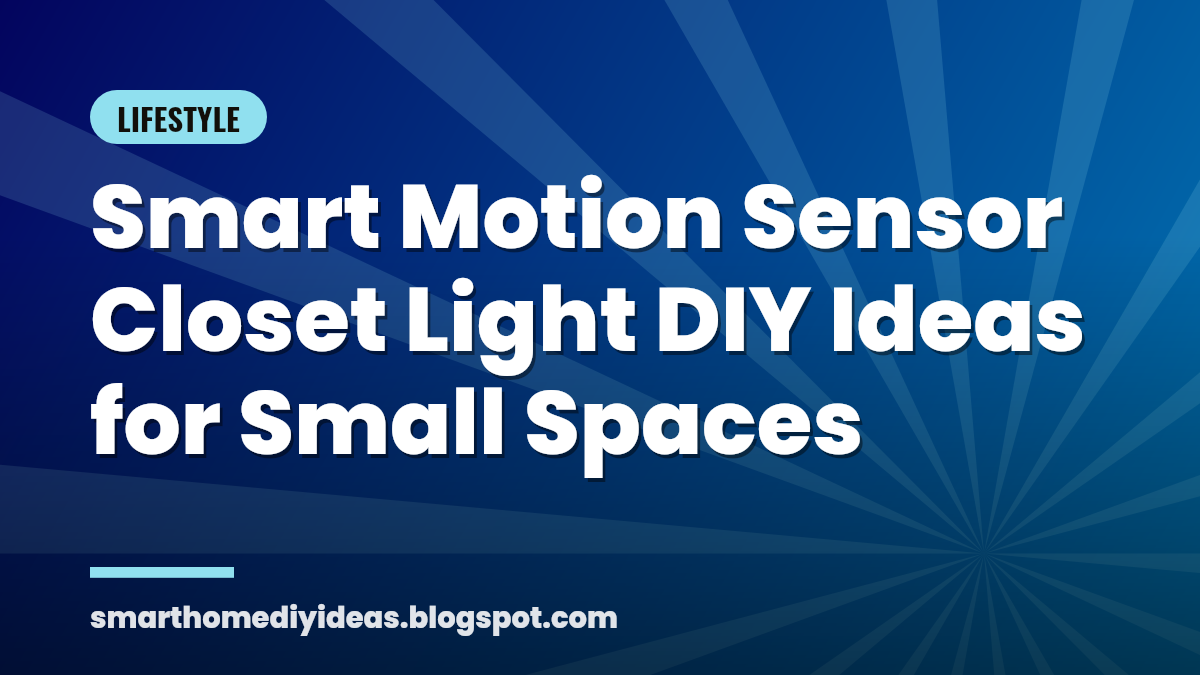 LIFESTYLE
Smart Motion Sensor
Closet Light DIY Ideas
for Small Spaces
smarthomediyideas.blogspot.com